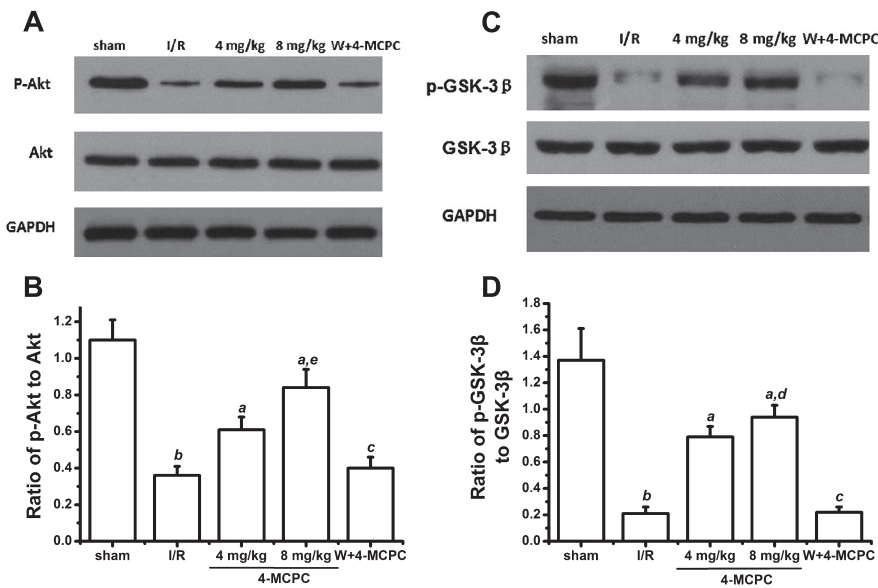 A
sham I/R 4 mg/kg 8 mg/kg W+4-MCPC
P-Akt
Akt
GAPDH
B
Ratio of p-Akt to Akt
1.2
1.0
0.8
0.6
0.4
0.2
0.0
b
a
a,e
c
sham I/R 4 mg/kg 8 mg/kg W+4-MCPC
4-MCPC
C
sham I/R 4 mg/kg 8 mg/kg W+4-MCPC
p-GSK-3β
GSK-3β
GAPDH
D
Ratio of p-GSK-3β
to GSK-3β
1.8
1.6
1.4
1.2
1.0
0.8
0.6
0.4
0.2
0.0
b
a
a,d
c
sham I/R 4 mg/kg 8 mg/kg W+4-MCPC
4-MCPC